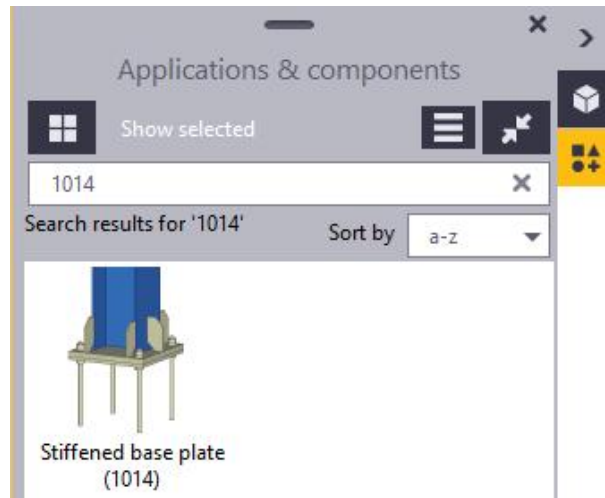 Applications & components
Show selected
1014
Search results for '1014'
Sort by a-z
Stiffened base plate
(1014)